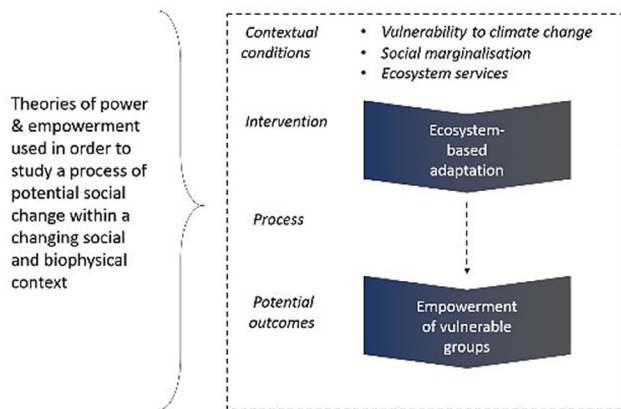 Theories of power
& empowerment
used in order to
study a process of
potential social
change within a
changing social
and biophysical
context
Contextual
conditions
• Vulnerability to climate change
• Social marginalisation
• Ecosystem services
Intervention
Ecosystem-
based
adaptation
Process
Potential
outcomes
Empowerment
of vulnerable
groups